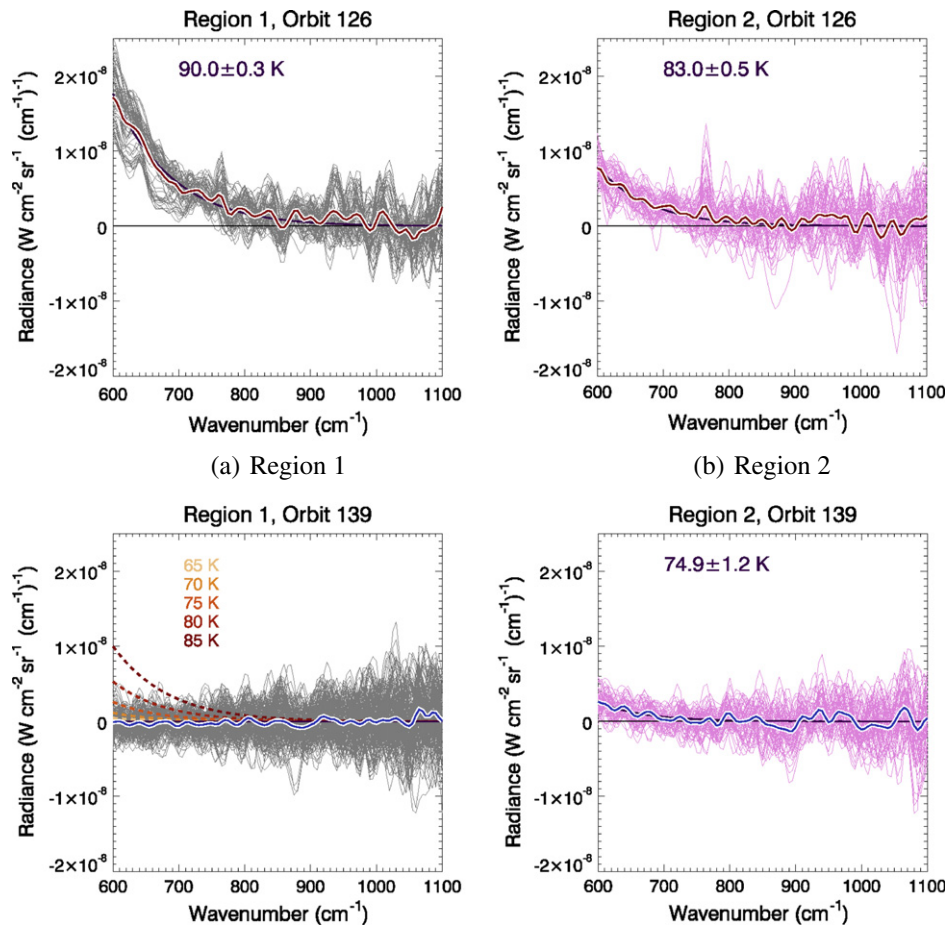 Region 1, Orbit 126
90.0±0.3 K
Radiance (W cm⁻² sr⁻¹ (cm⁻¹)⁻¹)
2×10⁻⁸
1×10⁻⁸
0
-1×10⁻⁸
-2×10⁻⁸
600 700 800 900 1000 1100
Wavenumber (cm⁻¹)
(a) Region 1
Region 2, Orbit 126
83.0±0.5 K
Radiance (W cm⁻² sr⁻¹ (cm⁻¹)⁻¹)
2×10⁻⁸
1×10⁻⁸
0
-1×10⁻⁸
-2×10⁻⁸
600 700 800 900 1000 1100
Wavenumber (cm⁻¹)
(b) Region 2
Region 1, Orbit 139
65 K
70 K
75 K
80 K
85 K
Radiance (W cm⁻² sr⁻¹ (cm⁻¹)⁻¹)
2×10⁻⁸
1×10⁻⁸
0
-1×10⁻⁸
-2×10⁻⁸
600 700 800 900 1000 1100
Wavenumber (cm⁻¹)
Region 2, Orbit 139
74.9±1.2 K
Radiance (W cm⁻² sr⁻¹ (cm⁻¹)⁻¹)
2×10⁻⁸
1×10⁻⁸
0
-1×10⁻⁸
-2×10⁻⁸
600 700 800 900 1000 1100
Wavenumber (cm⁻¹)